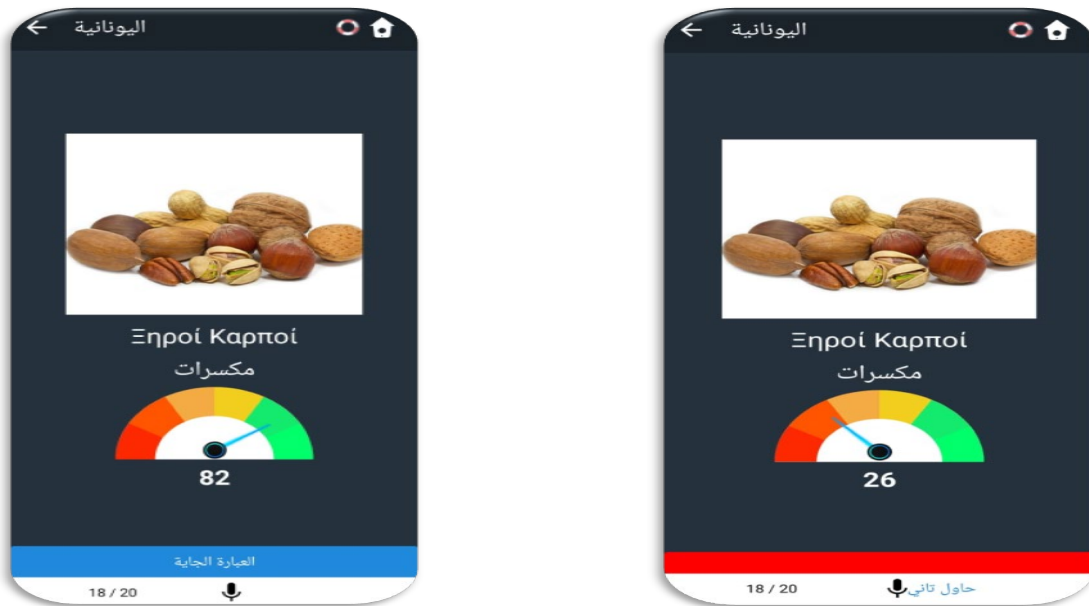 اليونانية
Ξηροί Καρποί
مكسرات
82
العبارة الجاية
18 / 20
اليونانية
Ξηροί Καρποί
مكسرات
26
18 / 20
حاول تاني